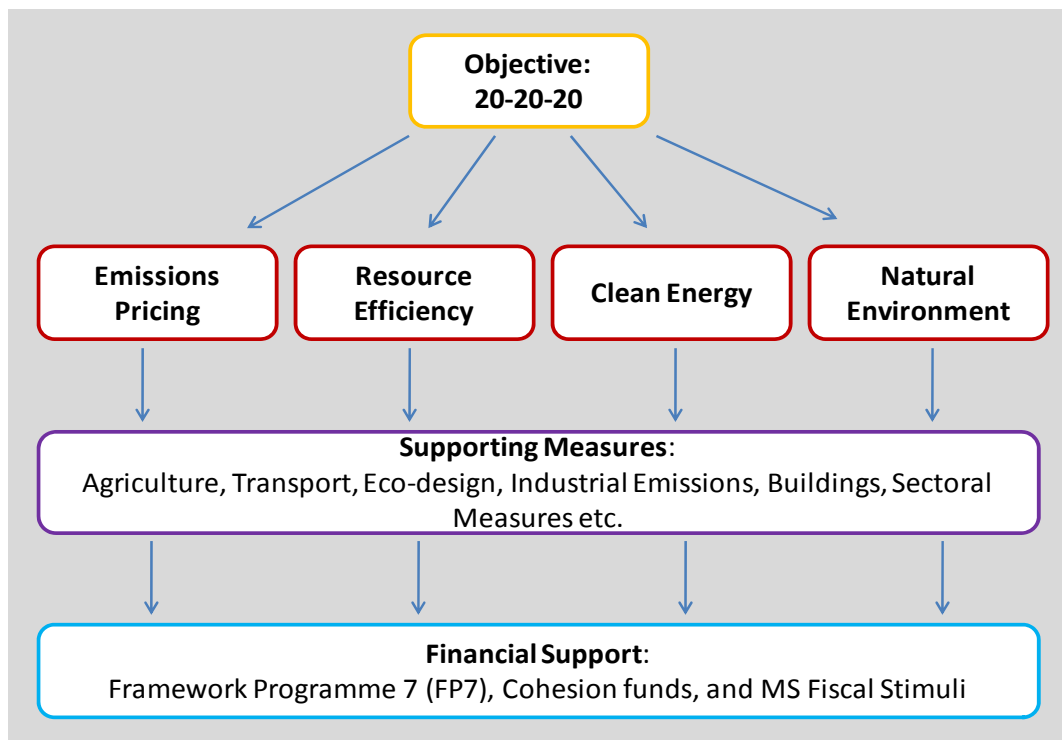 Objective:
20-20-20
Emissions
Pricing
Resource
Efficiency
Clean Energy
Natural
Environment
Supporting Measures:
Agriculture, Transport, Eco-design, Industrial Emissions, Buildings, Sectoral
Measures etc.
Financial Support:
Framework Programme 7 (FP7), Cohesion funds, and MS Fiscal Stimuli